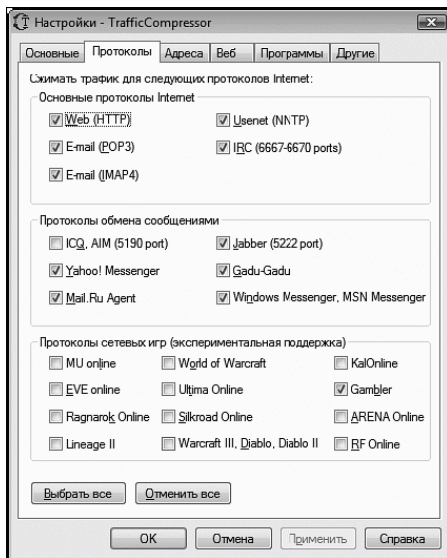 Настройки - TrafficCompressor
Основные Протоколы Адреса Веб Программы Другие
Сжимать трафик для следующих протоколов Internet:
Основные протоколы Internet
Web (HTTP) Usenet (NNTP)
E-mail (POP3) IRC (6667-6670 ports)
E-mail (IMAP4)
Протоколы обмена сообщениями
ICQ, AIM (5190 port) Jabber (5222 port)
Yahoo! Messenger Gadu-Gadu
Mail.Ru Agent Windows Messenger, MSN Messenger
Протоколы сетевых игр (экспериментальная поддержка)
MU online World of Warcraft KalOnline
EVE online Ultima Online Gambler
Ragnarok Online Silkroad Online ARENA Online
Lineage II Warcraft III, Diablo, Diablo II RF Online
Выбрать все Отменить все
OK Отмена Применить Справка